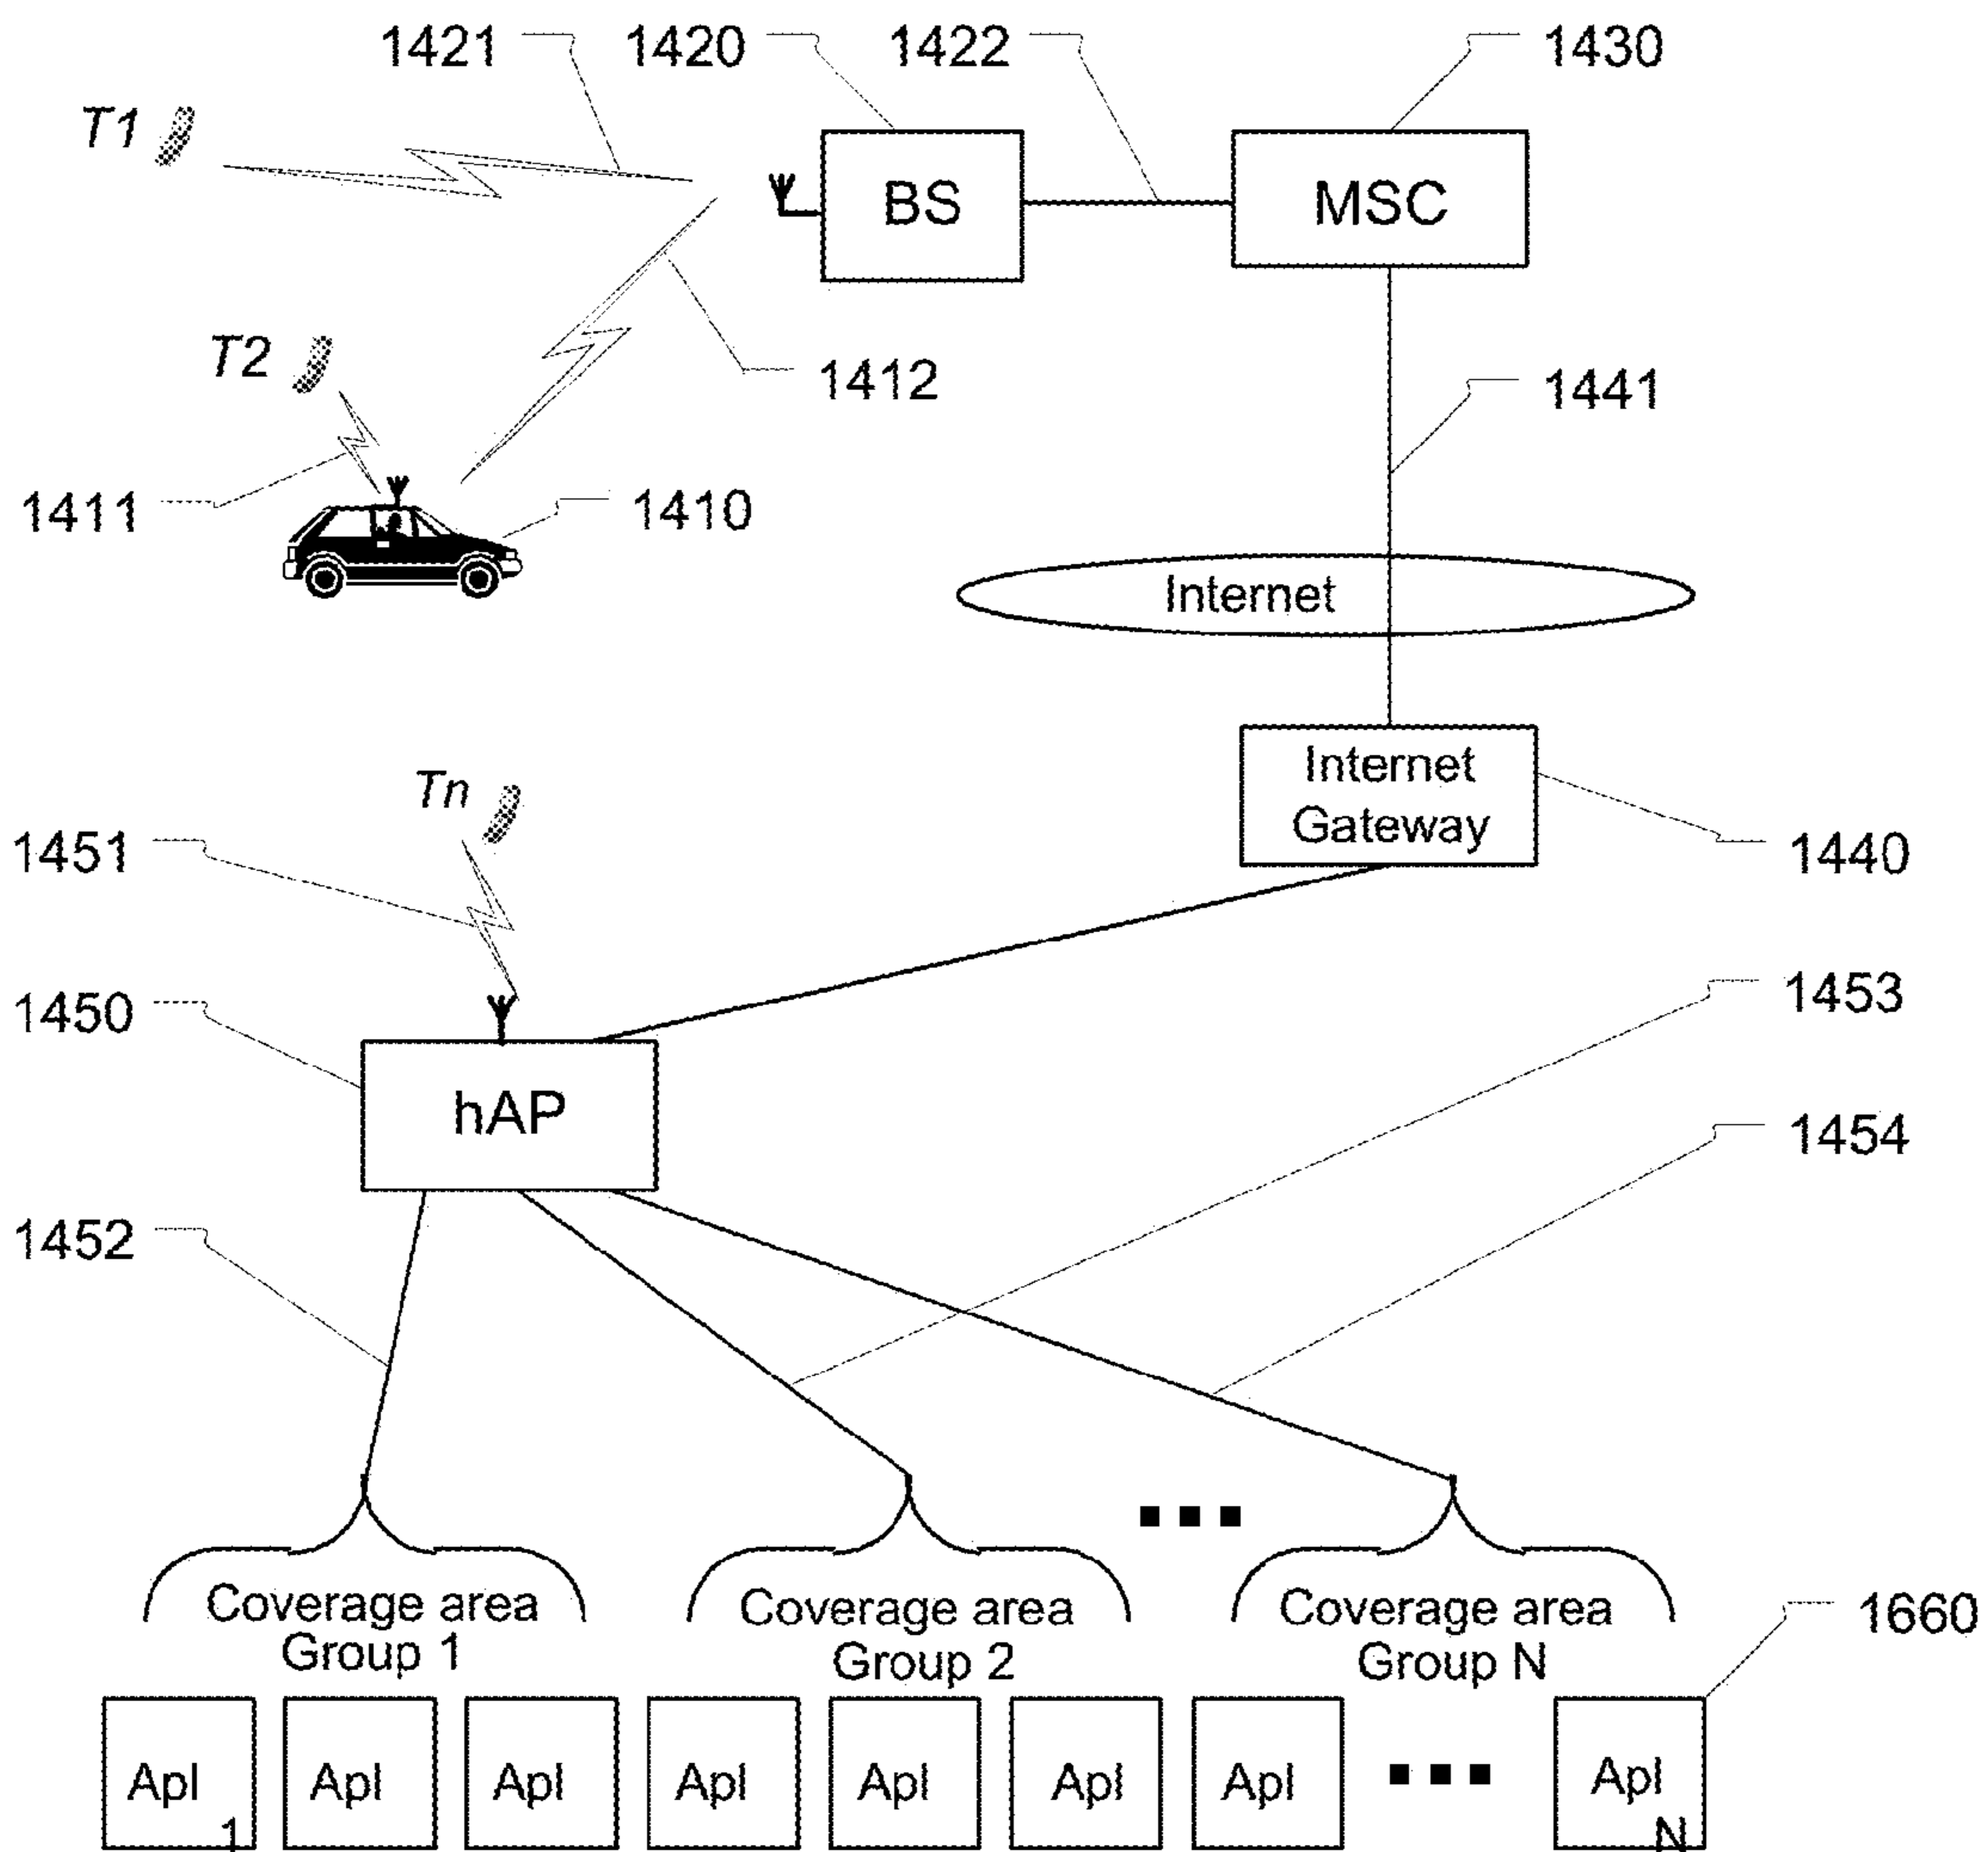 1421
1420
1422
1430
T1
BS
MSC
T2
1412
1441
1411
1410
Internet
Internet
Gateway
Tn
1451
1440
1450
1453
hAP
1454
1452
Coverage area
Group 1
Coverage area
Group 2
Coverage area
Group N
1660
Apl
1
Apl
Apl
Apl
Apl
Apl
Apl
Apl
N